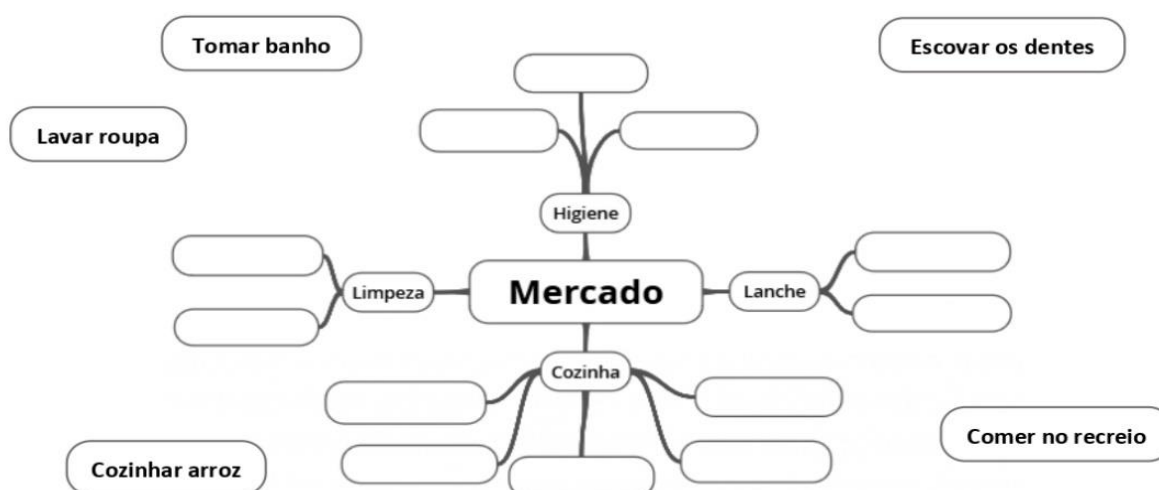 Tomar banho
Escovar os dentes
Lavar roupa
Higiene
Limpeza
Mercado
Lanche
Cozinha
Comer no recreio
Cozinhar arroz